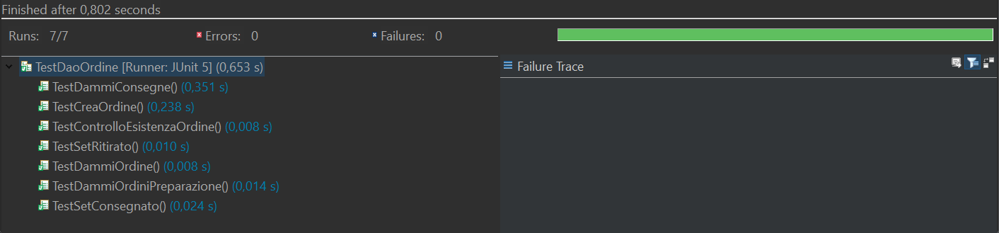 Finished after 0,802 seconds
Runs: 7/7 Errors: 0 Failures: 0
TestDaoOrdine [Runner: JUnit 5] (0,653 s)
Failure Trace
TestDammiConsegne() (0,351 s)
TestCreaOrdine() (0,238 s)
TestControlloEsistenzaOrdine() (0,008 s)
TestSetRitirato() (0,010 s)
TestDammiOrdine() (0,008 s)
TestDammiOrdiniPreparazione() (0,014 s)
TestSetConsegnato() (0,024 s)